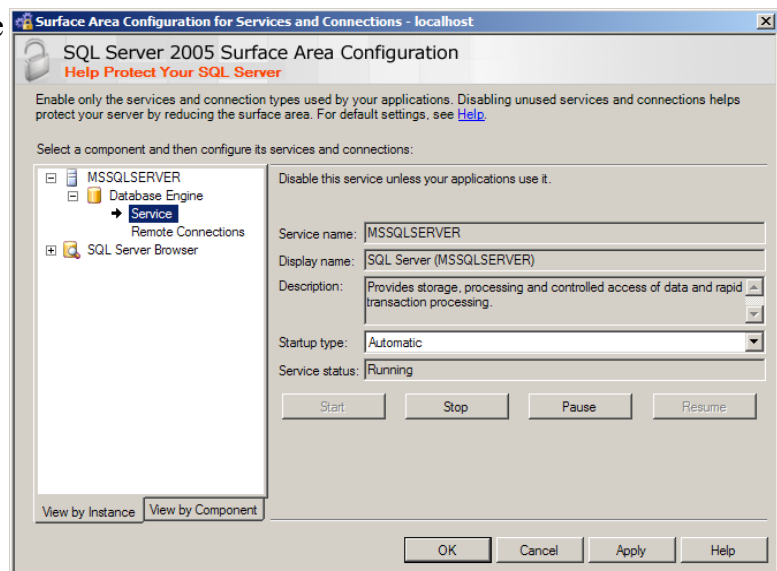 e
Surface Area Configuration for Services and Connections - localhost
SQL Server 2005 Surface Area Configuration
Help Protect Your SQL Server
Enable only the services and connection types used by your applications. Disabling unused services and connections helps
protect your server by reducing the surface area. For default settings, see Help.
Select a component and then configure its services and connections:
MSSQLSERVER
Database Engine
Service
Remote Connections
SQL Server Browser
View by Instance
View by Component
Disable this service unless your applications use it.
Service name: MSSQLSERVER
Display name: SQL Server (MSSQLSERVER)
Description: Provides storage, processing and controlled access of data and rapid
transaction processing.
Startup type: Automatic
Service status: Running
Start Stop Pause Resume
OK Cancel Apply Help